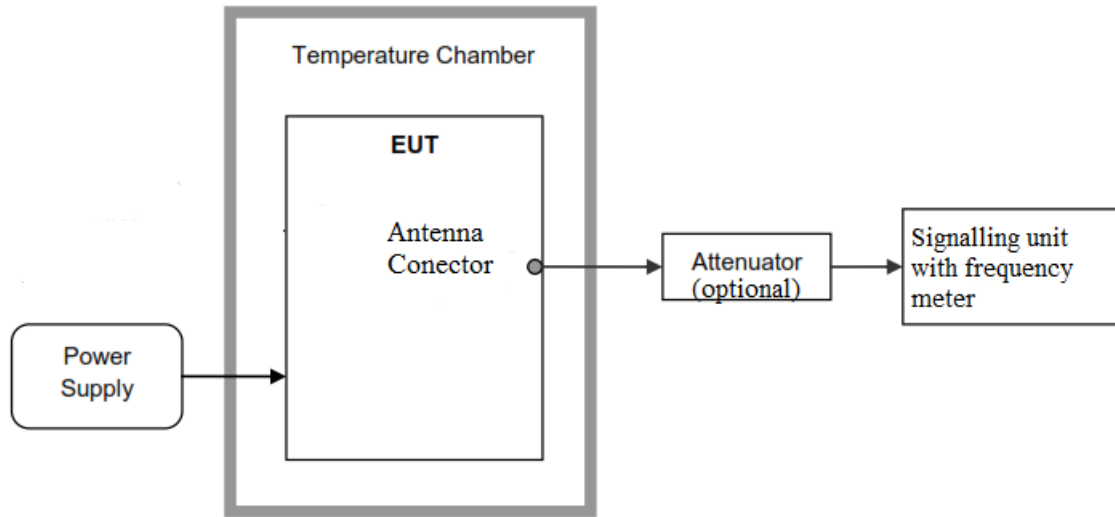 Temperature Chamber
EUT
Antenna
Conector
Attenuator
(optional)
Signalling unit
with frequency
meter
Power
Supply